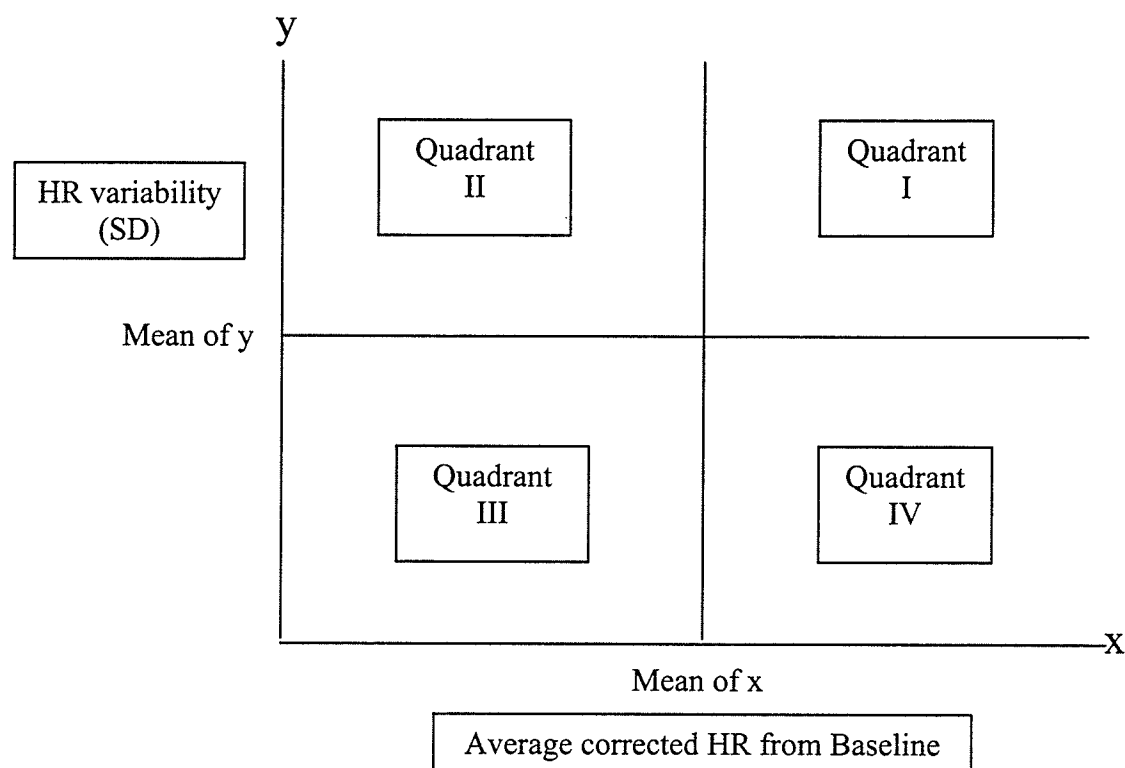 y
Quadrant
II
Quadrant
I
HR variability
(SD)
Mean of y
Quadrant
III
Quadrant
IV
x
Mean of x
Average corrected HR from Baseline